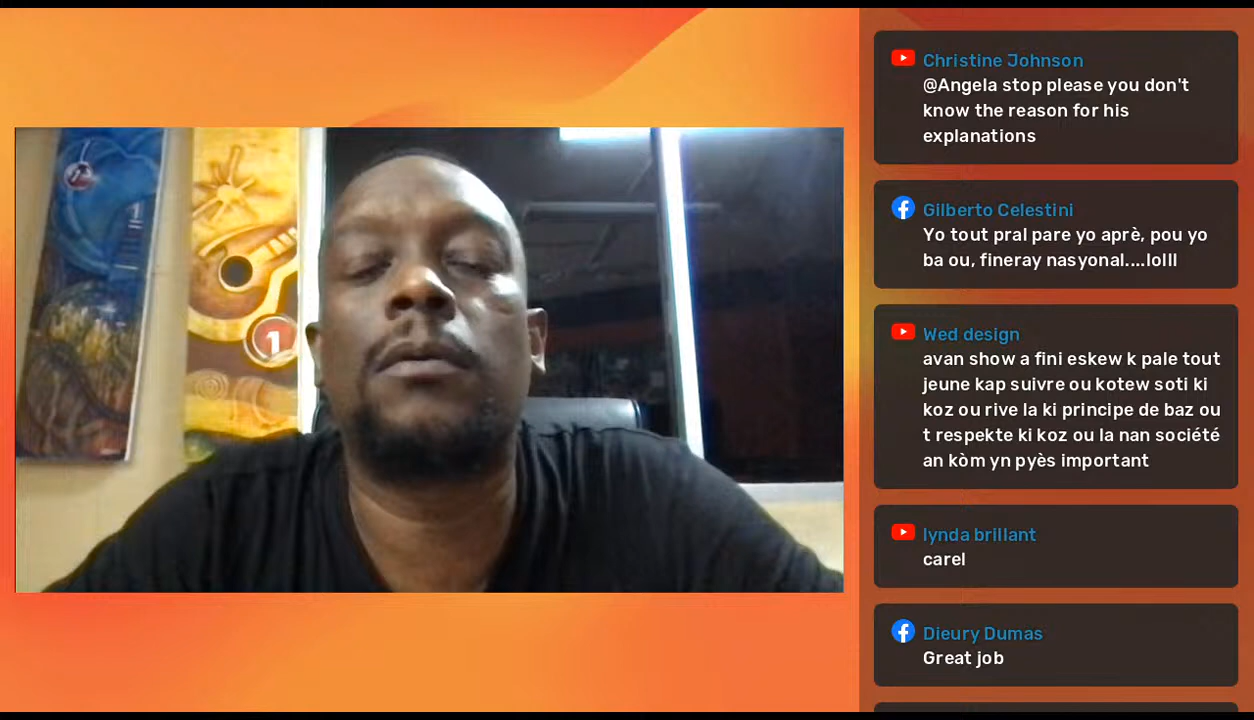 Christine Johnson
@Angela stop please you don't
know the reason for his
explanations
Gilberto Celestini
Yo tout pral pare yo aprè, pou yo
ba ou, fineray nasyonal....lolll
Wed design
avan show a fini eskew k pale tout
jeune kap suivre ou kotew soti ki
koz ou rive la ki principe de baz ou
t respekte ki koz ou la nan société
an kòm yn pyès important
lynda brillant
carel
Dieury Dumas
Great job
1